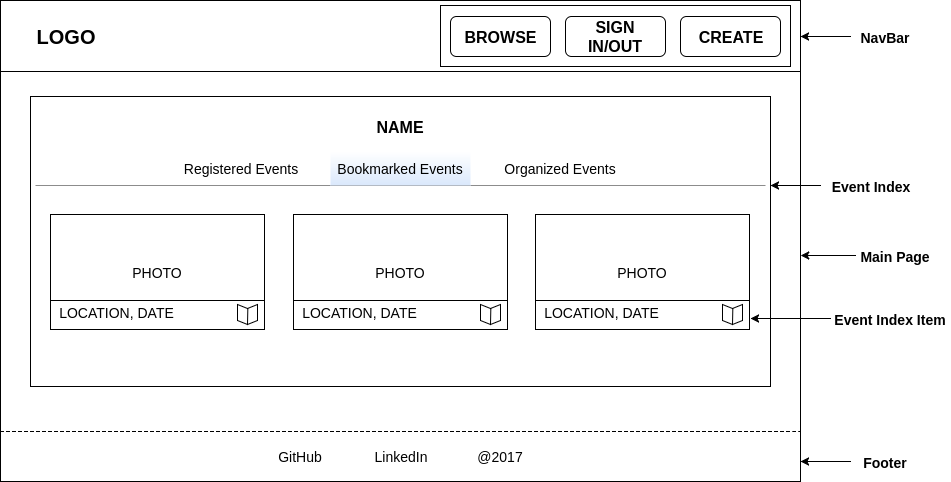 LOGO
BROWSE
SIGN
IN/OUT
CREATE
NavBar
NAME
Registered Events
Bookmarked Events
Organized Events
Event Index
Main Page
PHOTO
PHOTO
PHOTO
LOCATION, DATE
LOCATION, DATE
LOCATION, DATE
Event Index Item
GitHub
LinkedIn
@2017
Footer